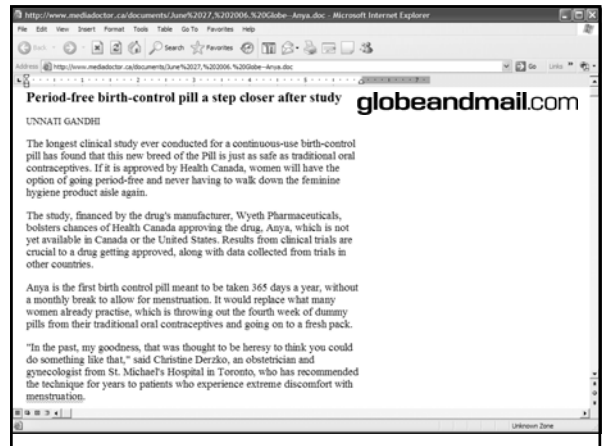 http://www.mediadoctor.ca/documents/June%2027,%202006.%20Globe--Anya.doc - Microsoft Internet Explorer
File Edit View Insert Format Tools Table Go To Favorites Help
Back Search Favorites
Address http://www.mediadoctor.ca/documents/June%2027,%202006.%20Globe--Anya.doc Go Links »
Period-free birth-control pill a step closer after study
globeandmail.com
UNNATI GANDHI
The longest clinical study ever conducted for a continuous-use birth-control
pill has found that this new breed of the Pill is just as safe as traditional oral
contraceptives. If it is approved by Health Canada, women will have the
option of going period-free and never having to walk down the feminine
hygiene product aisle again.
The study, financed by the drug's manufacturer, Wyeth Pharmaceuticals,
bolsters chances of Health Canada approving the drug, Anya, which is not
yet available in Canada or the United States. Results from clinical trials are
crucial to a drug getting approved, along with data collected from trials in
other countries.
Anya is the first birth control pill meant to be taken 365 days a year, without
a monthly break to allow for menstruation. It would replace what many
women already practise, which is throwing out the fourth week of dummy
pills from their traditional oral contraceptives and going on to a fresh pack.
"In the past, my goodness, that was thought to be heresy to think you could
do something like that," said Christine Derzko, an obstetrician and
gynecologist from St. Michael's Hospital in Toronto, who has recommended
the technique for years to patients who experience extreme discomfort with
menstruation.
Unknown Zone